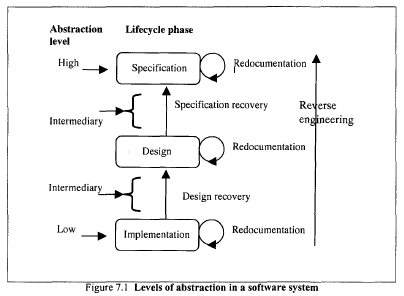 Abstraction level
Lifecycle phase
High
Specification
Redocumentation
Specification recovery
Reverse engineering
Intermediary
Design
Redocumentation
Intermediary
Design recovery
Low
Implementation
Redocumentation
Figure 7.1 Levels of abstraction in a software system